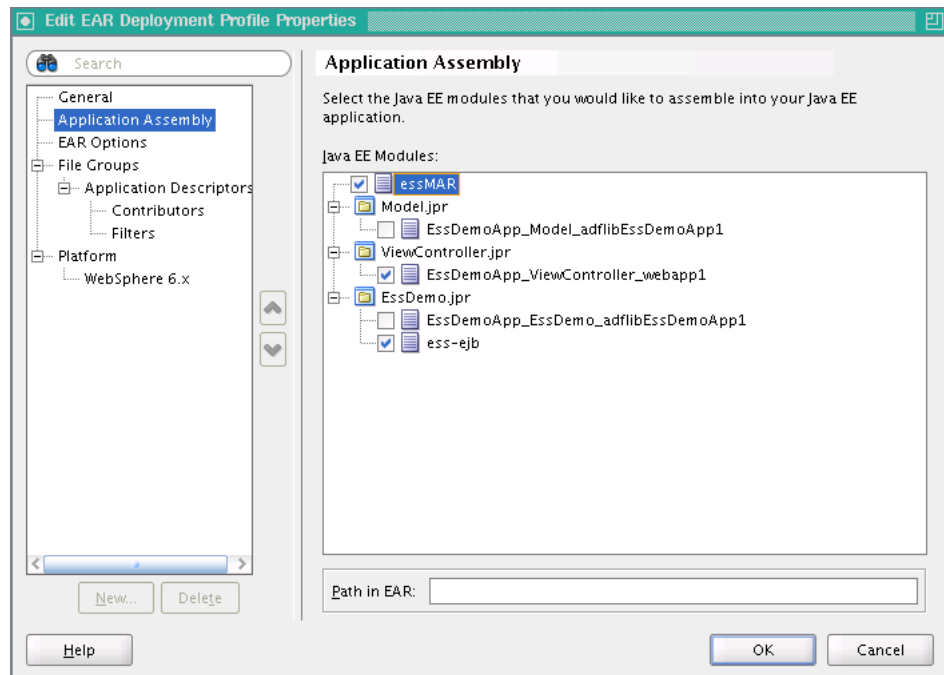 Edit EAR Deployment Profile Properties
Search
General
Application Assembly
EAR Options
File Groups
Application Descriptors
Contributors
Filters
Platform
WebSphere 6.x
New...
Delete
Application Assembly
Select the Java EE modules that you would like to assemble into your Java EE
application.
Java EE Modules:
essMAR
Model.jpr
EssDemoApp_Model_adflibEssDemoApp1
ViewController.jpr
EssDemoApp_ViewController_webapp1
EssDemo.jpr
EssDemoApp_EssDemo_adflibEssDemoApp1
ess-ejb
Path in EAR:
Help
OK
Cancel